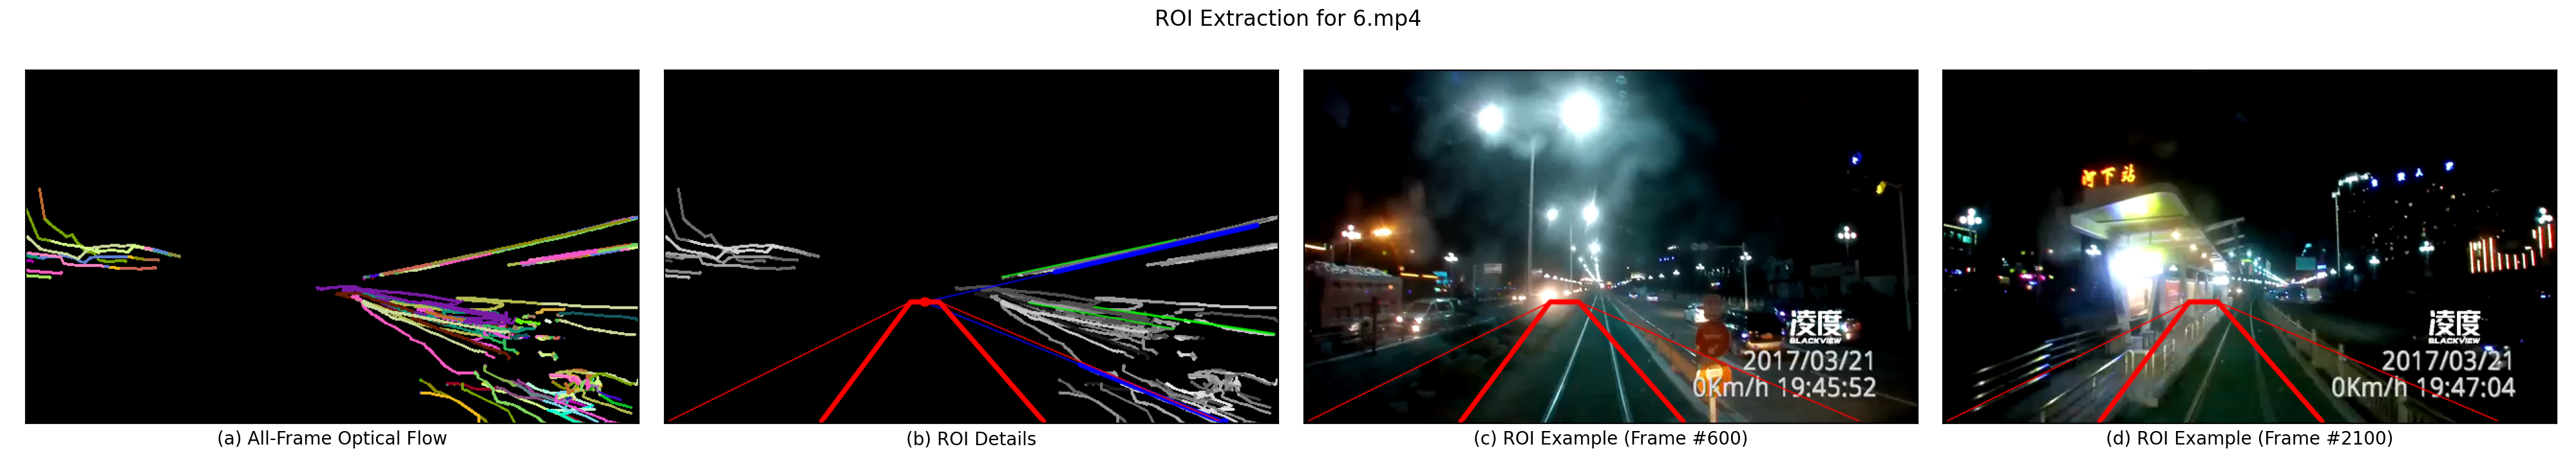 ROI Extraction for 6.mp4
凌度
BLACKVIEW
2017/03/21
0Km/h 19:45:52
河下站
凌度
BLACKVIEW
2017/03/21
0Km/h 19:47:04
(a) All-Frame Optical Flow
(b) ROI Details
(c) ROI Example (Frame #600)
(d) ROI Example (Frame #2100)